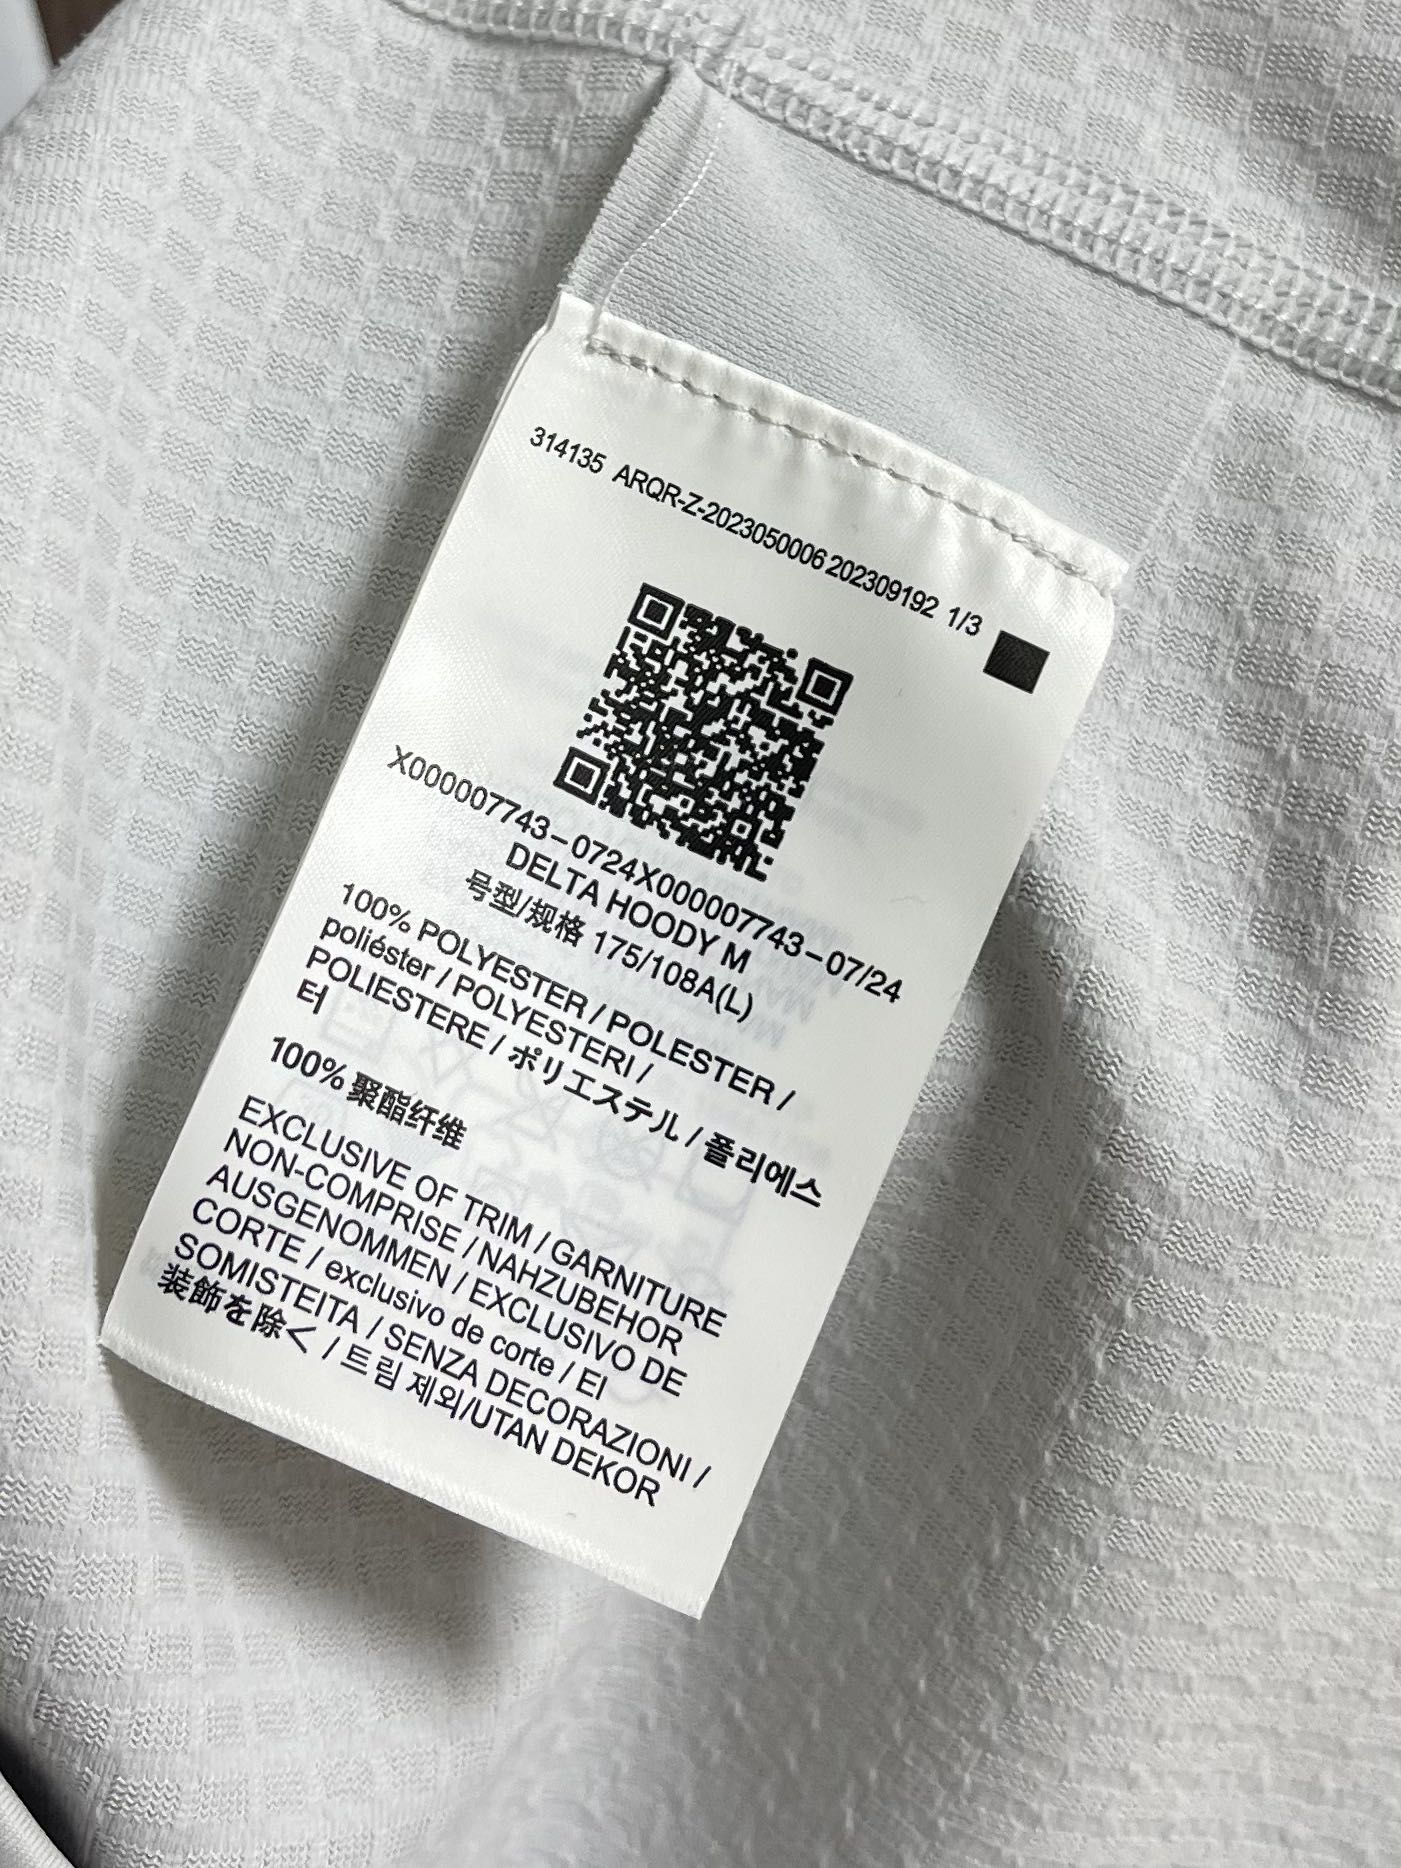 314135 ARQR-Z-2023050006 202309192 1/3
X000007743-0724X000007743-07/24
DELTA HOODY M
号型/规格 175/108A(L)
100% POLYESTER / POLESTER /
poliéster / POLYESTERI /
POLIESTERE / ポリエステル / 폴리에스
터
100% 聚酯纤维
EXCLUSIVE OF TRIM / GARNITURE
NON-COMPRISE / NAHZUBEHOR
AUSGENOMMEN / EXCLUSIVO DE
CORTE / exclusivo de corte / EI
SOMISTEITA / SENZA DECORAZIONI /
装飾を除く / 트림 제외/UTAN DEKOR